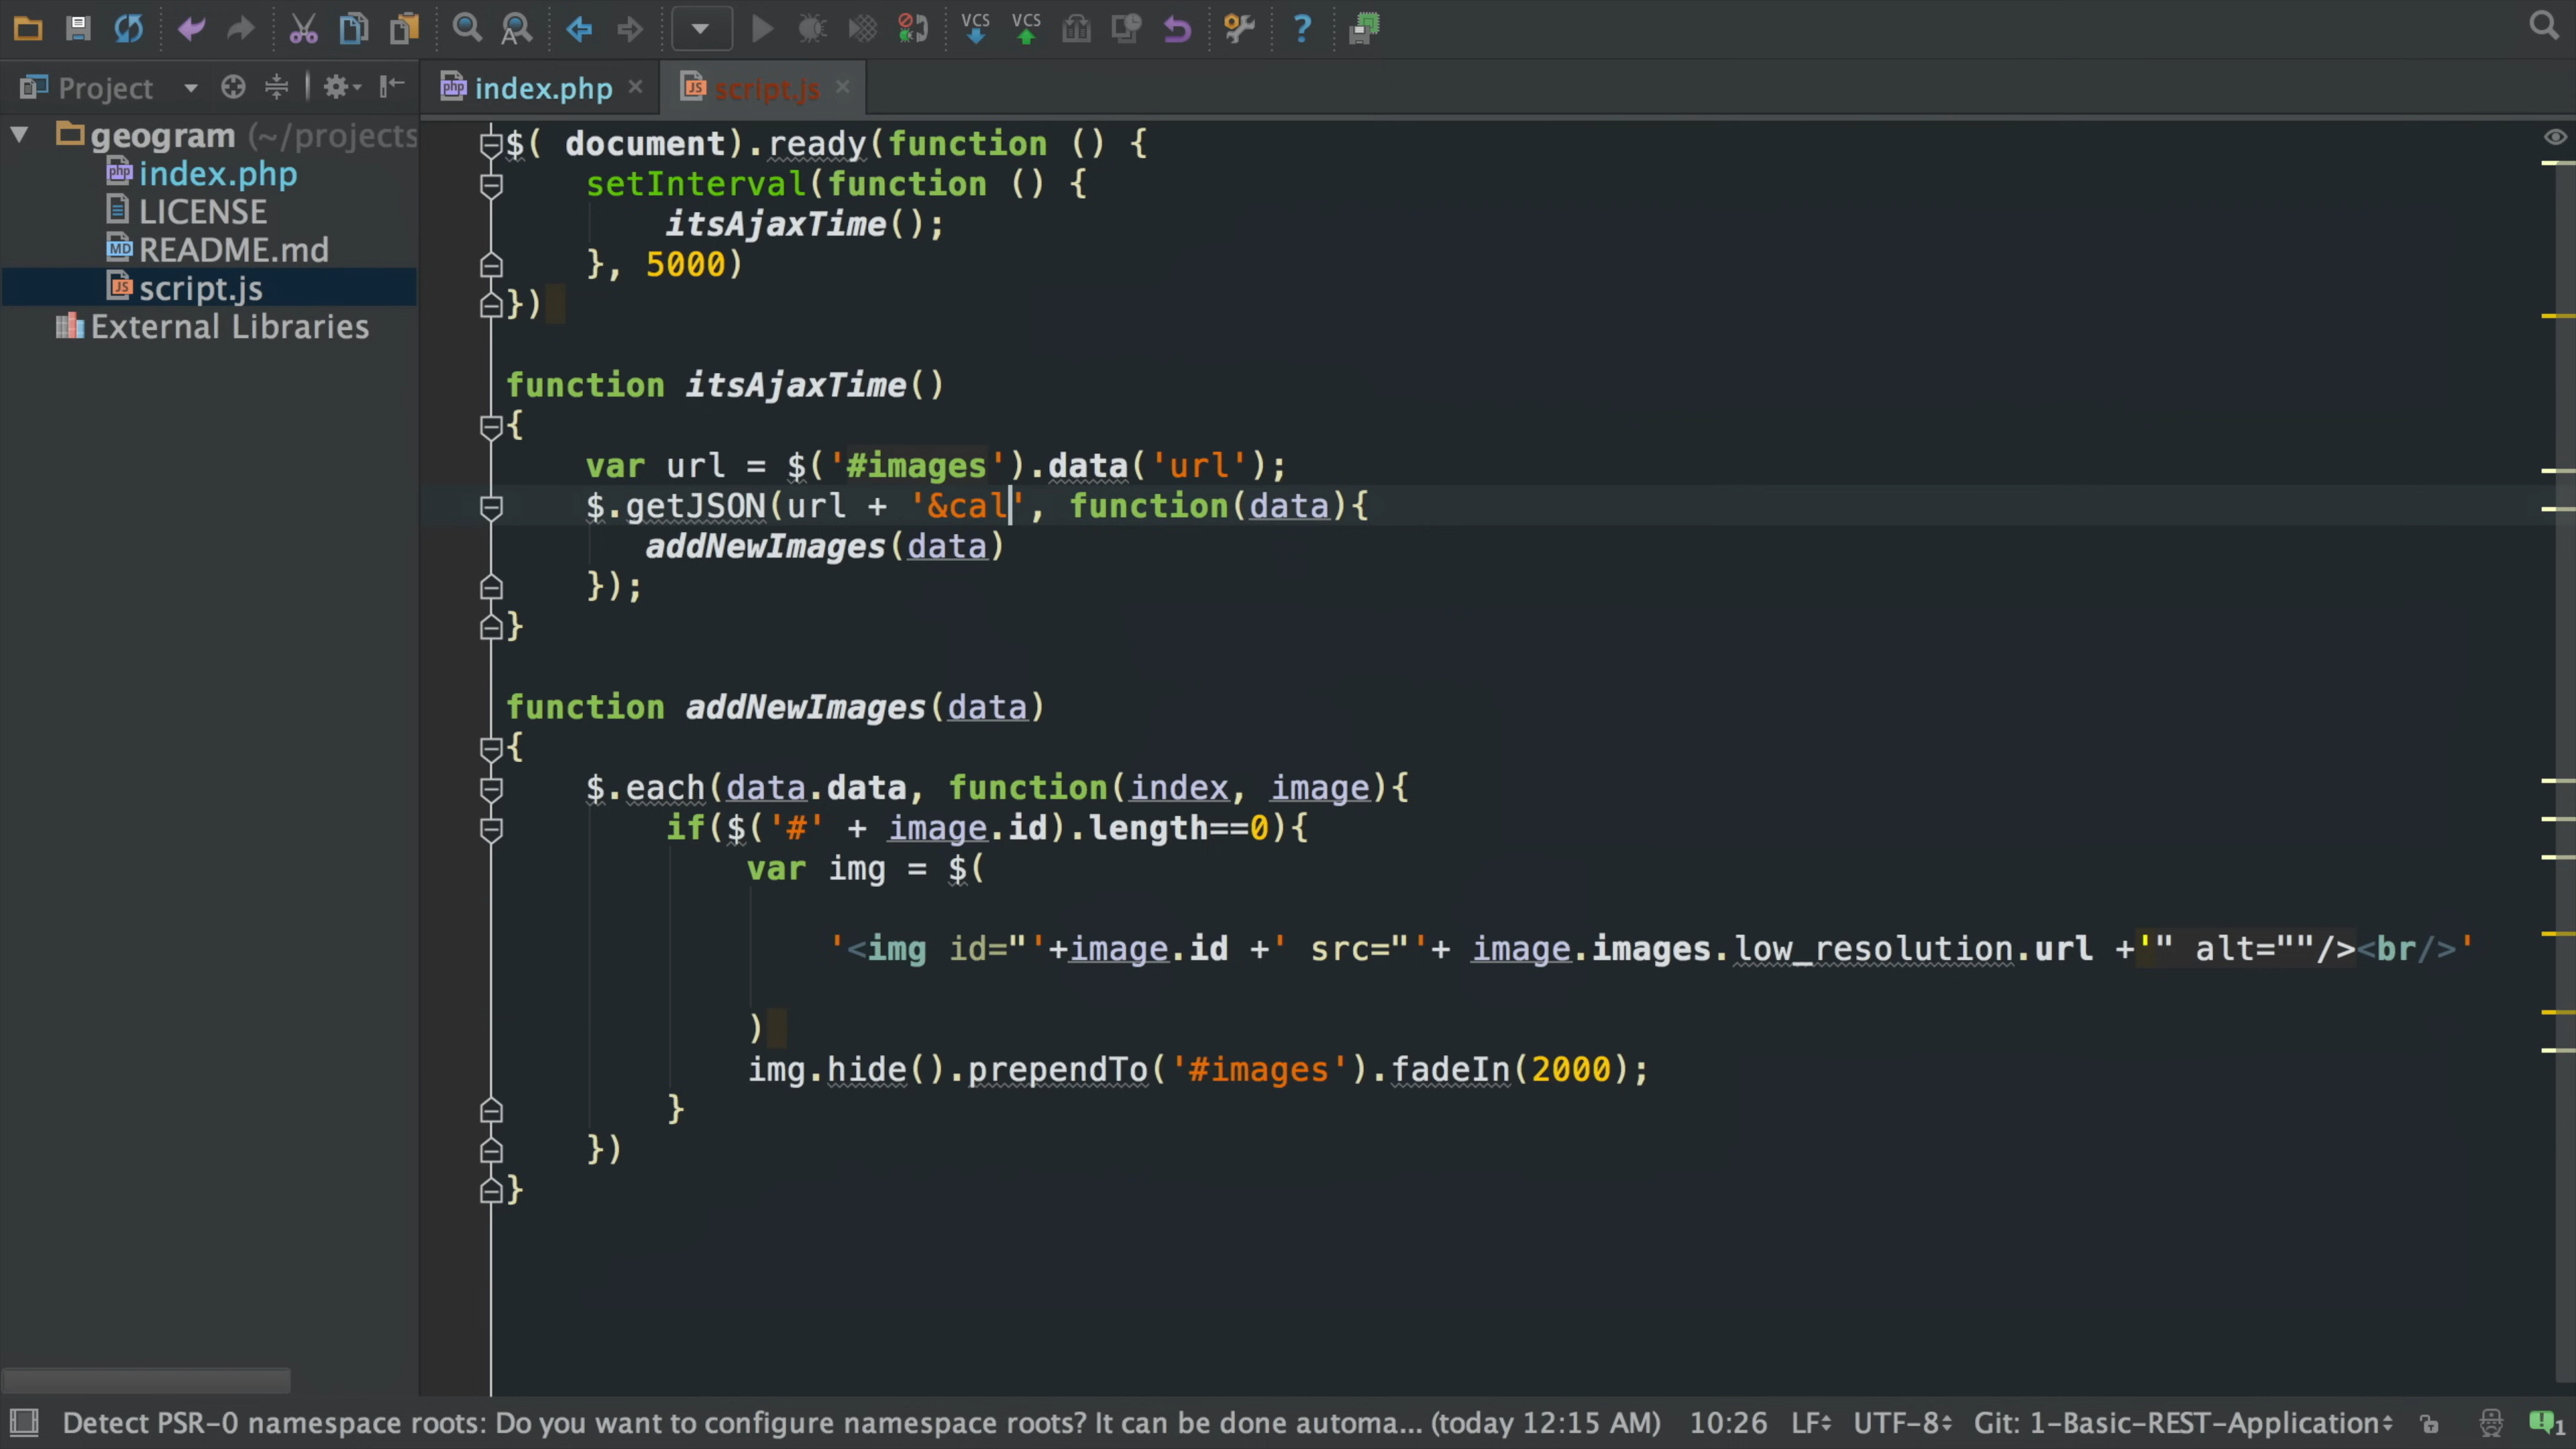 VCS VCS
Project
index.php
script.js
geogram (~/projects
index.php
LICENSE
README.md
script.js
External Libraries
$( document).ready(function () {
setInterval(function () {
itsAjaxTime();
}, 5000)
})
function itsAjaxTime()
{
var url = $('#images').data('url');
$.getJSON(url + '&cal', function(data){
addNewImages(data)
});
}
function addNewImages(data)
{
$.each(data.data, function(index, image){
if($('#' + image.id).length==0){
var img = $(
'<img id="'+image.id +' src="'+ image.images.low_resolution.url +'" alt=""/><br/>'
)
img.hide().prependTo('#images').fadeIn(2000);
}
})
}
Detect PSR-0 namespace roots: Do you want to configure namespace roots? It can be done automa... (today 12:15 AM) 10:26 LF UTF-8 Git: 1-Basic-REST-Application 1